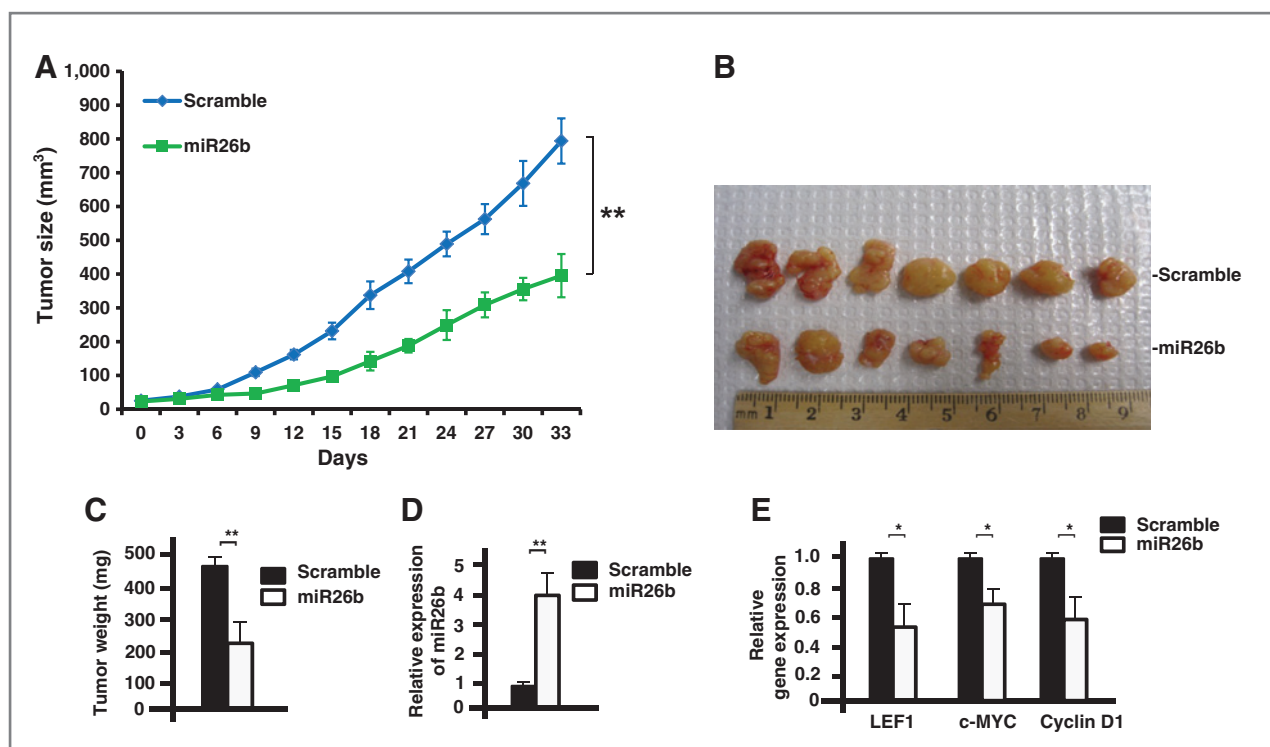 A
Tumor size (mm³)
1,000
900
800
700
600
500
400
300
200
100
0
Scramble
miR26b
**
0 3 6 9 12 15 18 21 24 27 30 33
Days
B
-Scramble
-miR26b
mm 1 2 3 4 5 6 7 8 9
C
Tumor weight (mg)
500
400
300
200
100
0
**
Scramble
miR26b
D
Relative expression
of miR26b
5
4
3
2
1
0
**
Scramble
miR26b
E
Relative
gene expression
1.0
0.8
0.6
0.4
0.2
0
* * *
Scramble
miR26b
LEF1 c-MYC Cyclin D1